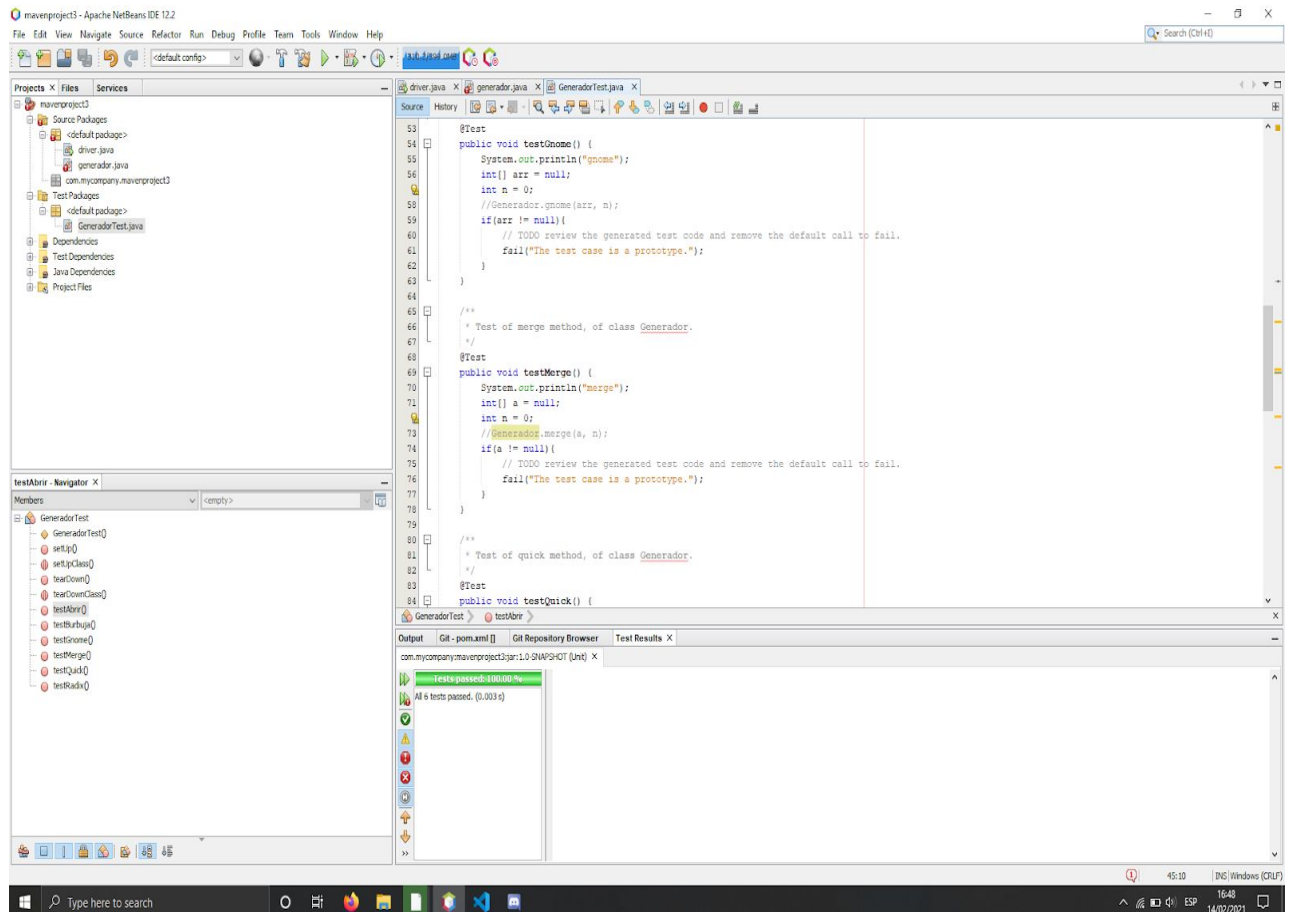 mavenproject3 - Apache NetBeans IDE 12.2
File Edit View Navigate Source Refactor Run Debug Profile Team Tools Window Help
Search (Ctrl+I)
<default config>
Projects X Files Services
mavenproject3
Source Packages
<default package>
driver.java
generador.java
com.mycompany.mavenproject3
Test Packages
<default package>
GeneradorTest.java
Dependencies
Test Dependencies
Java Dependencies
Project Files
driver.java X generador.java X GeneradorTest.java X
Source History
53 @Test
54 public void testGnome() {
55 System.out.println("gnome");
56 int[] arr = null;
int n = 0;
58 //Generador.gnome(arr, n);
59 if(arr != null){
60 // TODO review the generated test code and remove the default call to fail.
61 fail("The test case is a prototype.");
62 }
63 }
64
65 /**
66 * Test of merge method, of class Generador.
67 */
68 @Test
69 public void testMerge() {
70 System.out.println("merge");
71 int[] a = null;
int n = 0;
73 //Generador.merge(a, n);
74 if(a != null){
75 // TODO review the generated test code and remove the default call to fail.
76 fail("The test case is a prototype.");
77 }
78 }
79
80 /**
81 * Test of quick method, of class Generador.
82 */
83 @Test
84 public void testQuick() {
GeneradorTest testAbrir
testAbrir - Navigator X
Members <empty>
GeneradorTest
GeneradorTest()
setUp()
setUpClass()
tearDown()
tearDownClass()
testAbrir()
testBurbuja()
testGnome()
testMerge()
testQuick()
testRadix()
Output Git - pom.xml [] Git Repository Browser Test Results X
com.mycompany:mavenproject3:jar:1.0-SNAPSHOT (Unit) X
Tests passed: 100.00 %
All 6 tests passed. (0.003 s)
45:10 INS Windows (CRLF)
Type here to search
ESP
16:48
14/02/2021